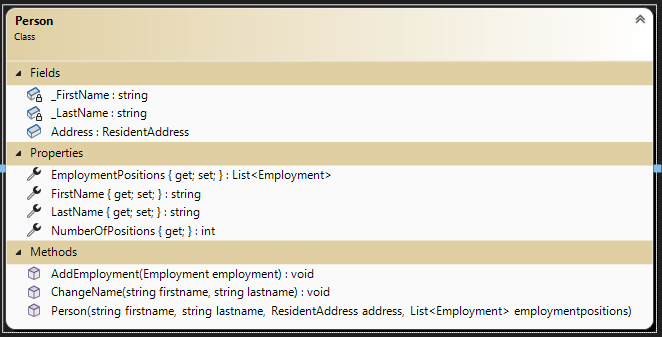 Person
Class
Fields
_FirstName : string
_LastName : string
Address : ResidentAddress
Properties
EmploymentPositions { get; set; } : List<Employment>
FirstName { get; set; } : string
LastName { get; set; } : string
NumberOfPositions { get; } : int
Methods
AddEmployment(Employment employment) : void
ChangeName(string firstname, string lastname) : void
Person(string firstname, string lastname, ResidentAddress address, List<Employment> employmentpositions)